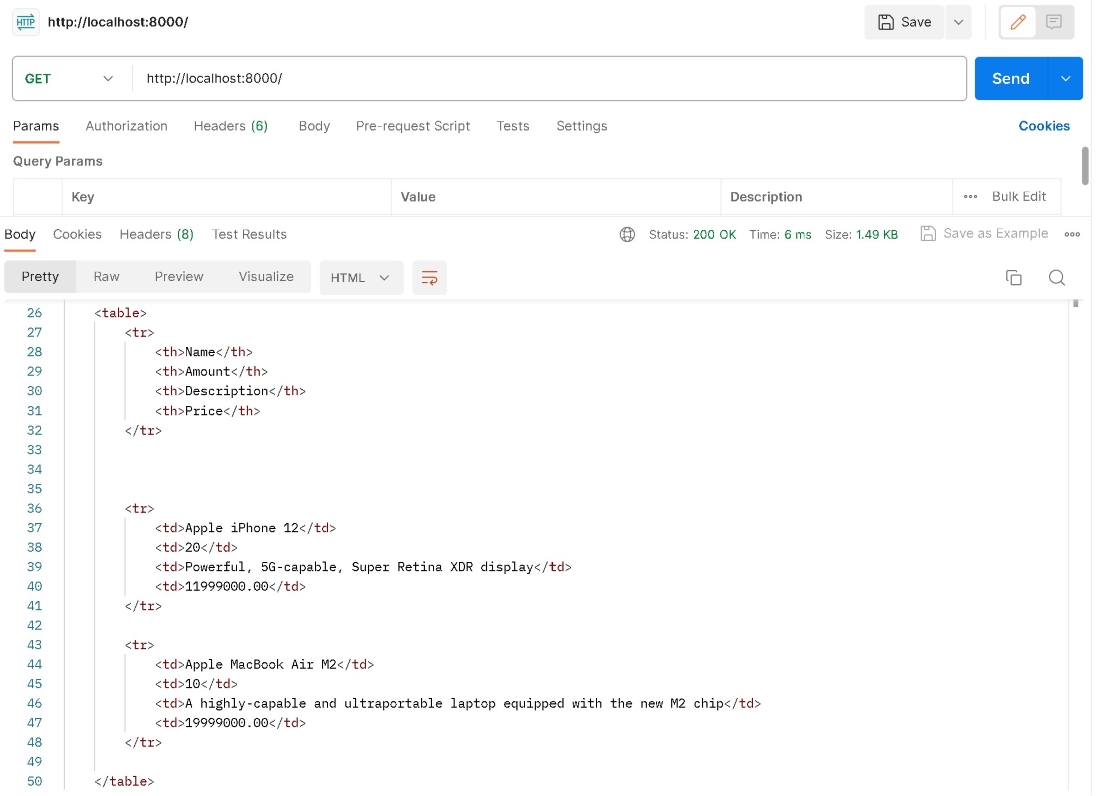 HTTP http://localhost:8000/ Save
GET http://localhost:8000/ Send
Params Authorization Headers (6) Body Pre-request Script Tests Settings Cookies
Query Params
Key Value Description Bulk Edit
Body Cookies Headers (8) Test Results Status: 200 OK Time: 6 ms Size: 1.49 KB Save as Example
Pretty Raw Preview Visualize HTML
26 <table>
27 <tr>
28 <th>Name</th>
29 <th>Amount</th>
30 <th>Description</th>
31 <th>Price</th>
32 </tr>
33
34
35
36 <tr>
37 <td>Apple iPhone 12</td>
38 <td>20</td>
39 <td>Powerful, 5G-capable, Super Retina XDR display</td>
40 <td>11999000.00</td>
41 </tr>
42
43 <tr>
44 <td>Apple MacBook Air M2</td>
45 <td>10</td>
46 <td>A highly-capable and ultraportable laptop equipped with the new M2 chip</td>
47 <td>19999000.00</td>
48 </tr>
49
50 </table>